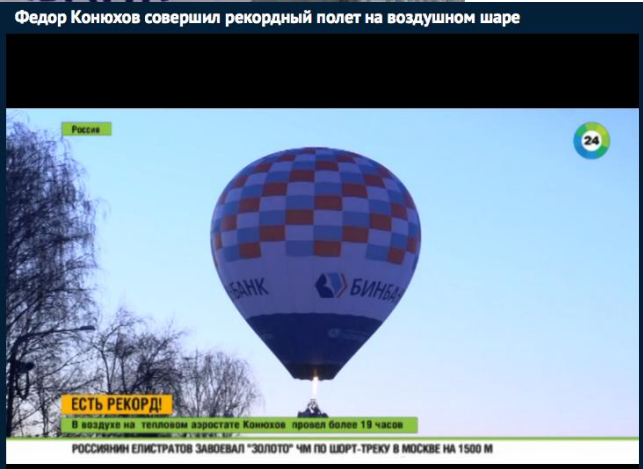 Федор Конюхов совершил рекордный полет на воздушном шаре
Россия
24
БАНК
БИНБАНК
ЕСТЬ РЕКОРД!
В воздухе на тепловом аэростате Конюхов провел более 19 часов
РОССИЯНИН ЕЛИСТРАТОВ ЗАВОЕВАЛ "ЗОЛОТО" ЧМ ПО ШОРТ-ТРЕКУ В МОСКВЕ НА 1500 М